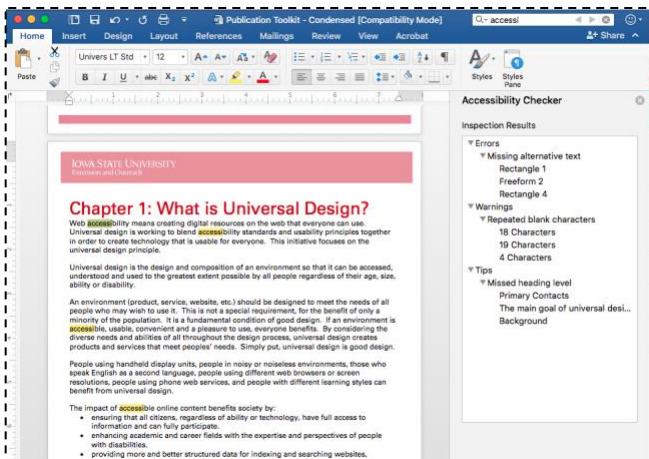 Publication Toolkit - Condensed [Compatibility Mode]
accessi
Home Insert Design Layout References Mailings Review View Acrobat
Share
Paste
Univers LT Std 12
B I U abc X₂ X²
Styles Styles Pane
Accessibility Checker
Inspection Results
Errors
Missing alternative text
Rectangle 1
Freeform 2
Rectangle 4
Warnings
Repeated blank characters
18 Characters
19 Characters
4 Characters
Tips
Missed heading level
Primary Contacts
The main goal of universal desi...
Background
IOWA STATE UNIVERSITY
Extension and Outreach
Chapter 1: What is Universal Design?
Web accessibility means creating digital resources on the web that everyone can use.
Universal design is working to blend accessibility standards and usability principles together
in order to create technology that is usable for everyone. This initiative focuses on the
universal design principle.
Universal design is the design and composition of an environment so that it can be accessed,
understood and used to the greatest extent possible by all people regardless of their age, size,
ability or disability.
An environment (product, service, website, etc.) should be designed to meet the needs of all
people who may wish to use it. This is not a special requirement, for the benefit of only a
minority of the population. It is a fundamental condition of good design. If an environment is
accessible, usable, convenient and a pleasure to use, everyone benefits. By considering the
diverse needs and abilities of all throughout the design process, universal design creates
products and services that meet peoples' needs. Simply put, universal design is good design.
People using handheld display units, people in noisy or noiseless environments, those who
speak English as a second language, people using different web browsers or screen
resolutions, people using phone web services, and people with different learning styles can
benefit from universal design.
The impact of accessible online content benefits society by:
• ensuring that all citizens, regardless of ability or technology, have full access to
information and can fully participate.
• enhancing academic and career fields with the expertise and perspectives of people
with disabilities.
• providing more and better structured data for indexing and searching websites,